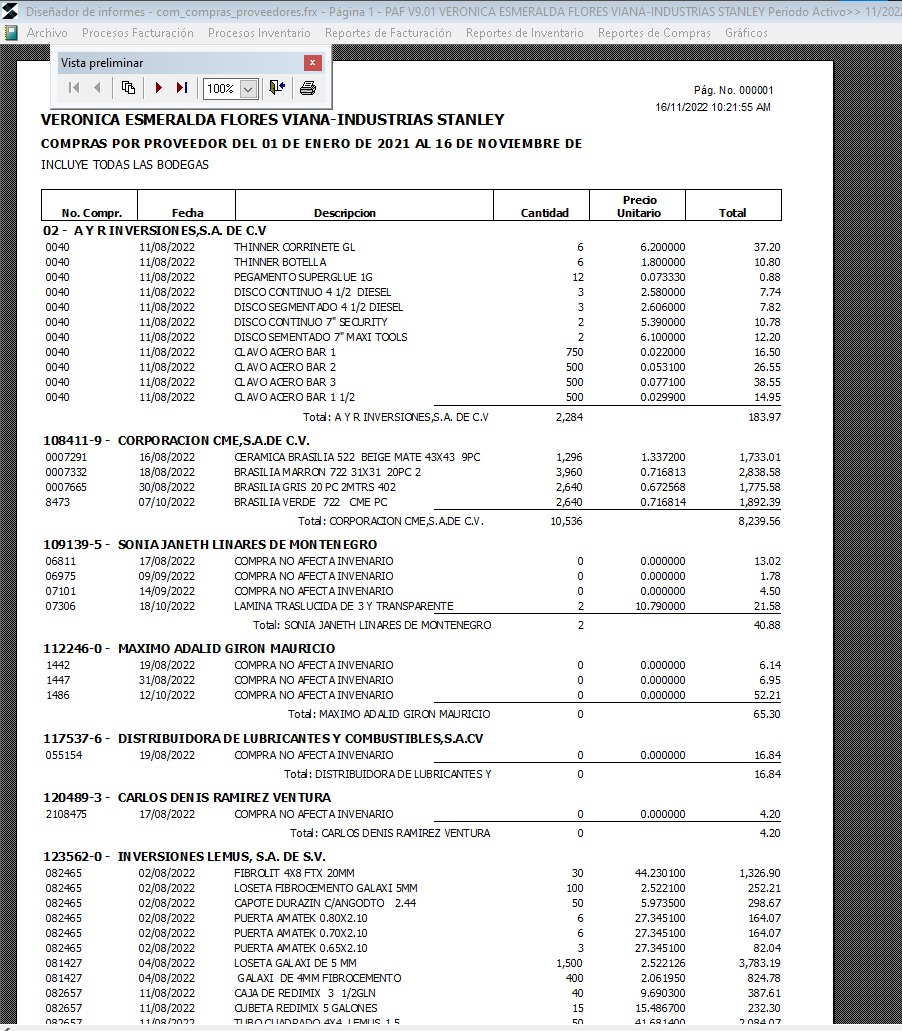 Diseñador de informes - com_compras_proveedores.frx - Página 1 - PAF V9.01 VERONICA ESMERALDA FLORES VIANA-INDUSTRIAS STANLEY Periodo Activo>> 11/2022
Archivo Procesos Facturación Procesos Inventario Reportes de Facturación Reportes de Inventario Reportes de Compras Gráficos
Vista preliminar
100%
Pág. No. 000001
16/11/2022 10:21:55 AM
VERONICA ESMERALDA FLORES VIANA-INDUSTRIAS STANLEY
COMPRAS POR PROVEEDOR DEL 01 DE ENERO DE 2021 AL 16 DE NOVIEMBRE DE
INCLUYE TODAS LAS BODEGAS
No. Compr. Fecha Descripcion Cantidad Precio Unitario Total
02 - A Y R INVERSIONES,S.A. DE C.V
0040 11/08/2022 THINNER CORRINETE GL 6 6.200000 37.20
0040 11/08/2022 THINNER BOTELLA 6 1.800000 10.80
0040 11/08/2022 PEGAMENTO SUPERGLUE 1G 12 0.073330 0.88
0040 11/08/2022 DISCO CONTINUO 4 1/2 DIESEL 3 2.580000 7.74
0040 11/08/2022 DISCO SEGMENTADO 4 1/2 DIESEL 3 2.606000 7.82
0040 11/08/2022 DISCO CONTINUO 7" SECURITY 2 5.390000 10.78
0040 11/08/2022 DISCO SEMENTADO 7" MAXI TOOLS 2 6.100000 12.20
0040 11/08/2022 CLAVO ACERO BAR 1 750 0.022000 16.50
0040 11/08/2022 CLAVO ACERO BAR 2 500 0.053100 26.55
0040 11/08/2022 CLAVO ACERO BAR 3 500 0.077100 38.55
0040 11/08/2022 CLAVO ACERO BAR 1 1/2 500 0.029900 14.95
Total: A Y R INVERSIONES,S.A. DE C.V 2,284 183.97
108411-9 - CORPORACION CME,S.A.DE C.V.
0007291 16/08/2022 CERAMICA BRASILIA 522 BEIGE MATE 43X43 9PC 1,296 1.337200 1,733.01
0007332 18/08/2022 BRASILIA MARRON 722 31X31 20PC 2 3,960 0.716813 2,838.58
0007665 30/08/2022 BRASILIA GRIS 20 PC 2MTRS 402 2,640 0.672568 1,775.58
8473 07/10/2022 BRASILIA VERDE 722 CME PC 2,640 0.716814 1,892.39
Total: CORPORACION CME,S.A.DE C.V. 10,536 8,239.56
109139-5 - SONIA JANETH LINARES DE MONTENEGRO
06811 17/08/2022 COMPRA NO AFECTA INVENARIO 0 0.000000 13.02
06975 09/09/2022 COMPRA NO AFECTA INVENARIO 0 0.000000 1.78
07101 14/09/2022 COMPRA NO AFECTA INVENARIO 0 0.000000 4.50
07306 18/10/2022 LAMINA TRASLUCIDA DE 3 Y TRANSPARENTE 2 10.790000 21.58
Total: SONIA JANETH LINARES DE MONTENEGRO 2 40.88
112246-0 - MAXIMO ADALID GIRON MAURICIO
1442 19/08/2022 COMPRA NO AFECTA INVENARIO 0 0.000000 6.14
1447 31/08/2022 COMPRA NO AFECTA INVENARIO 0 0.000000 6.95
1486 12/10/2022 COMPRA NO AFECTA INVENARIO 0 0.000000 52.21
Total: MAXIMO ADALID GIRON MAURICIO 0 65.30
117537-6 - DISTRIBUIDORA DE LUBRICANTES Y COMBUSTIBLES,S.A.CV
055154 19/08/2022 COMPRA NO AFECTA INVENARIO 0 0.000000 16.84
Total: DISTRIBUIDORA DE LUBRICANTES Y 0 16.84
120489-3 - CARLOS DENIS RAMIREZ VENTURA
2108475 17/08/2022 COMPRA NO AFECTA INVENARIO 0 0.000000 4.20
Total: CARLOS DENIS RAMIREZ VENTURA 0 4.20
123562-0 - INVERSIONES LEMUS, S.A. DE S.V.
082465 02/08/2022 FIBROLIT 4X8 FTX 20MM 30 44.230100 1,326.90
082465 02/08/2022 LOSETA FIBROCEMENTO GALAXI 5MM 100 2.522100 252.21
082465 02/08/2022 CAPOTE DURAZIN C/ANGODTO 2.44 50 5.973500 298.67
082465 02/08/2022 PUERTA AMATEK 0.80X2.10 6 27.345100 164.07
082465 02/08/2022 PUERTA AMATEK 0.70X2.10 6 27.345100 164.07
082465 02/08/2022 PUERTA AMATEK 0.65X2.10 3 27.345100 82.04
081427 04/08/2022 LOSETA GALAXI DE 5 MM 1,500 2.522126 3,783.19
081427 04/08/2022 GALAXI DE 4MM FIBROCEMENTO 400 2.061950 824.78
082657 11/08/2022 CAJA DE REDIMIX 3 1/2GLN 40 9.690300 387.61
082657 11/08/2022 CUBETA REDIMIX 5 GALONES 15 15.486700 232.30
082657 11/08/2022 TUBO CUADRADO 4X4 LEMUS 1.5 50 41.681400 2,084.07